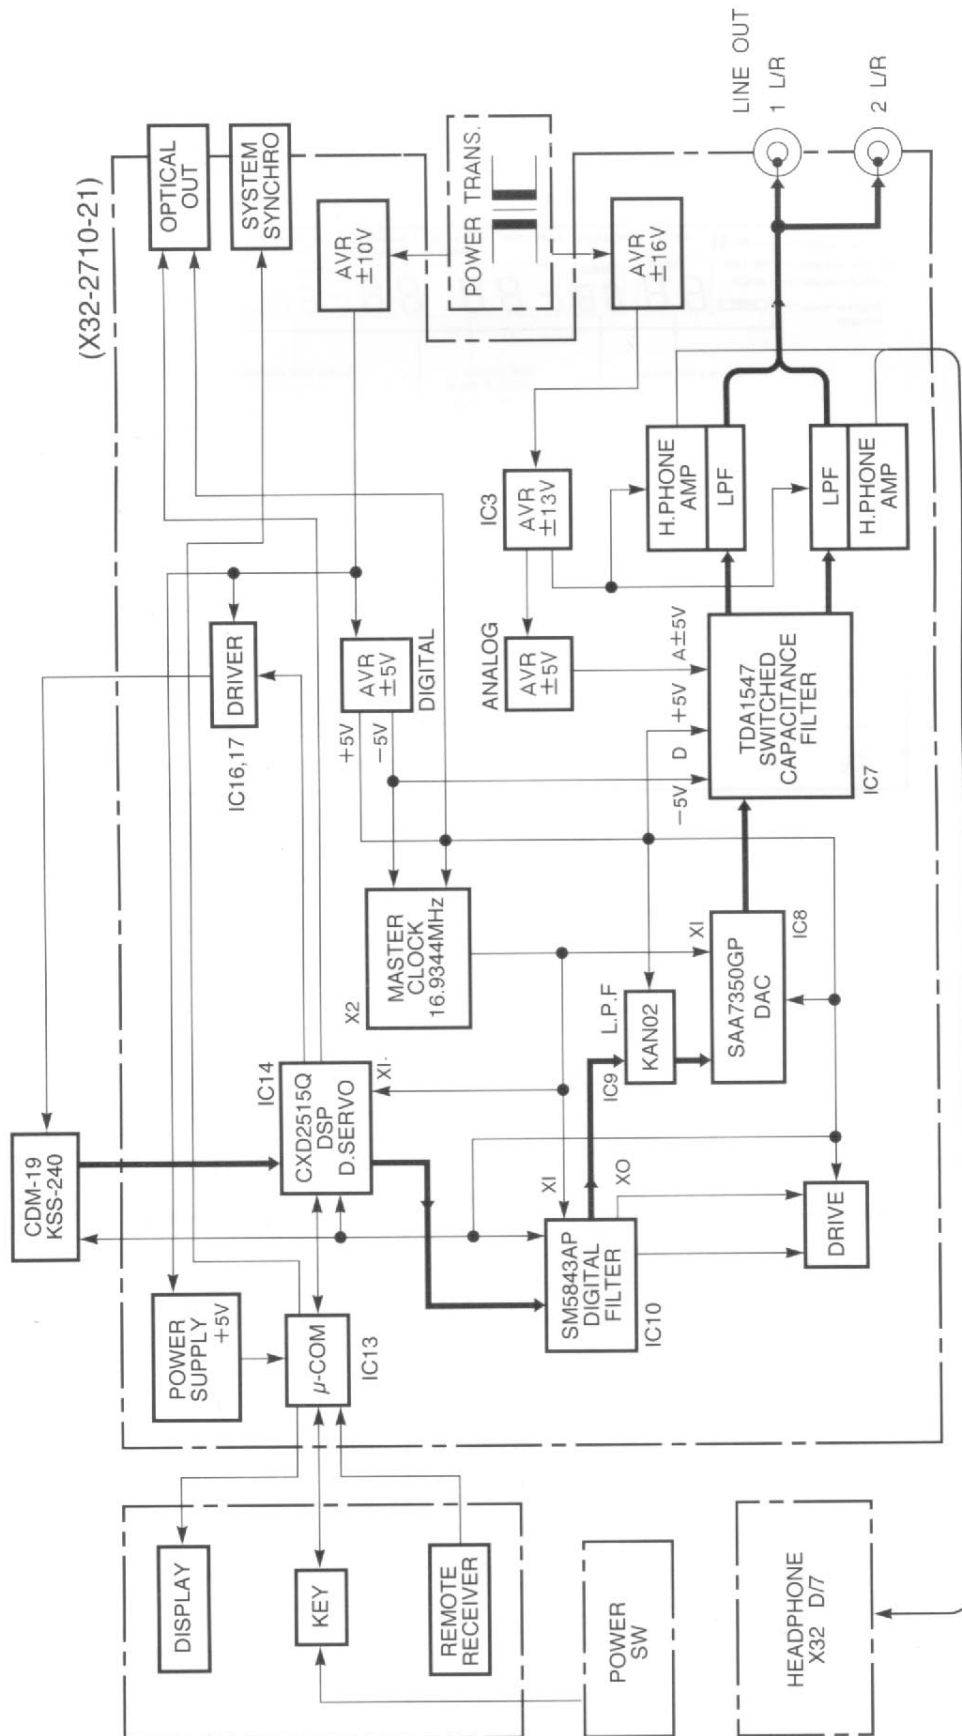 (X32-2710-21)
CDM-19
KSS-240
OPTICAL
OUT
SYSTEM
SYNCHRO
POWER
SUPPLY
+5V
DRIVER
IC16,17
AVR
±10V
POWER TRANS.
AVR
±16V
LINE OUT
1 L/R
2 L/R
DISPLAY
KEY
REMOTE
RECEIVER
μ-COM
IC13
IC14
CXD2515Q
DSP
D.SERVO
XI
X2
MASTER
CLOCK
16.9344MHz
+5V
−5V
AVR
±5V
DIGITAL
IC3
AVR
±13V
ANALOG
AVR
±5V
H.PHONE
AMP
LPF
LPF
H.PHONE
AMP
POWER
SW
XI
XO
SM5843AP
DIGITAL
FILTER
IC10
IC9
L.P.F
KAN02
XI
SAA7350GP
DAC
IC8
−5V
D
+5V
A±5V
TDA1547
SWITCHED
CAPACITANCE
FILTER
IC7
DRIVE
HEADPHONE
X32 D/7